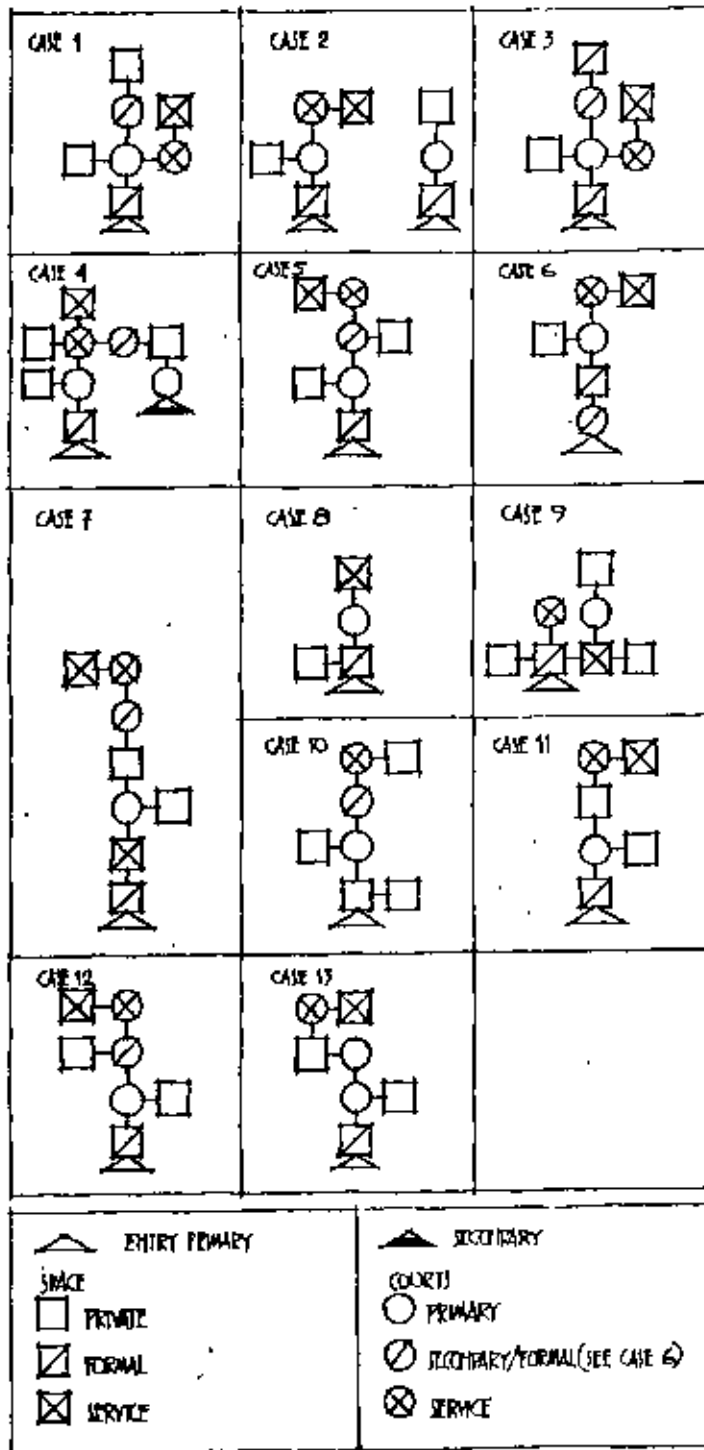 CASE 1
CASE 2
CASE 3
CASE 4
CASE 5
CASE 6
CASE 7
CASE 8
CASE 9
CASE 10
CASE 11
CASE 12
CASE 13
ENTRY PRIMARY
SECONDARY
SPACE
COURTS
PRIVATE
PRIMARY
FORMAL
SECONDARY/FORMAL (SEE CASE 6)
SERVICE
SERVICE